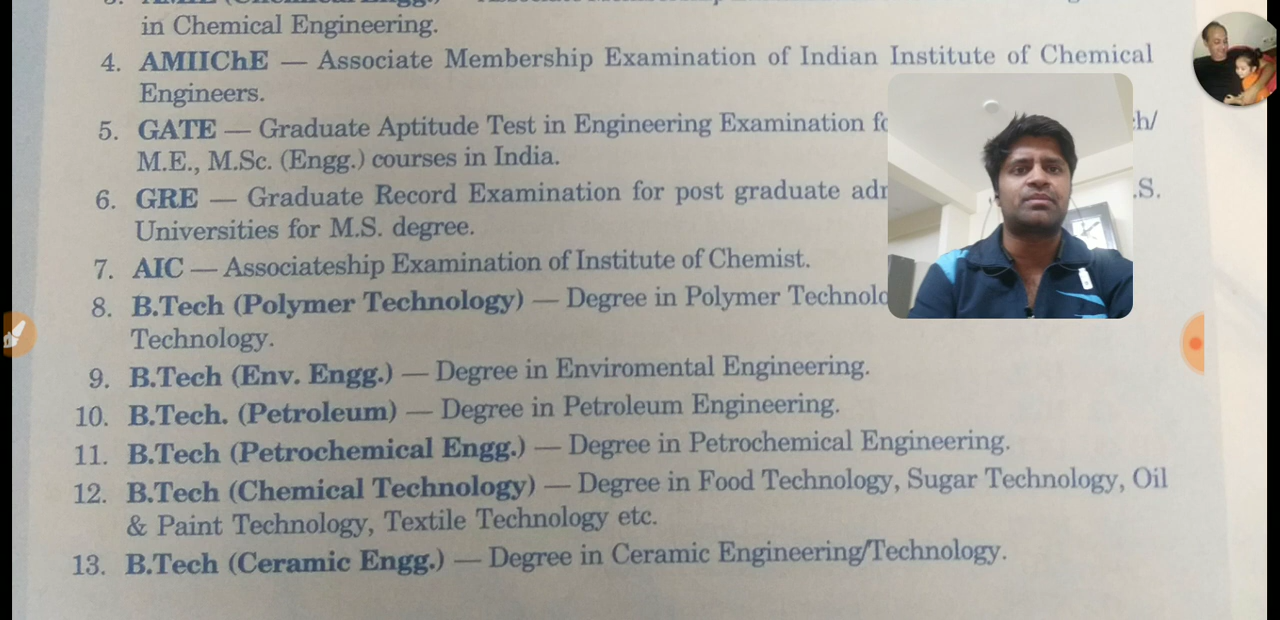 in Chemical Engineering.
4. AMIIChE — Associate Membership Examination of Indian Institute of Chemical
Engineers.
5. GATE — Graduate Aptitude Test in Engineering Examination
M.E., M.Sc. (Engg.) courses in India.
6. GRE — Graduate Record Examination for post graduate
Universities for M.S. degree.
7. AIC — Associateship Examination of Institute of Chemist.
8. B.Tech (Polymer Technology) — Degree in Polymer
Technology.
9. B.Tech (Env. Engg.) — Degree in Enviromental Engineering.
10. B.Tech. (Petroleum) — Degree in Petroleum Engineering.
11. B.Tech (Petrochemical Engg.) — Degree in Petrochemical Engineering.
12. B.Tech (Chemical Technology) — Degree in Food Technology, Sugar Technology, Oil
& Paint Technology, Textile Technology etc.
13. B.Tech (Ceramic Engg.) — Degree in Ceramic Engineering/Technology.